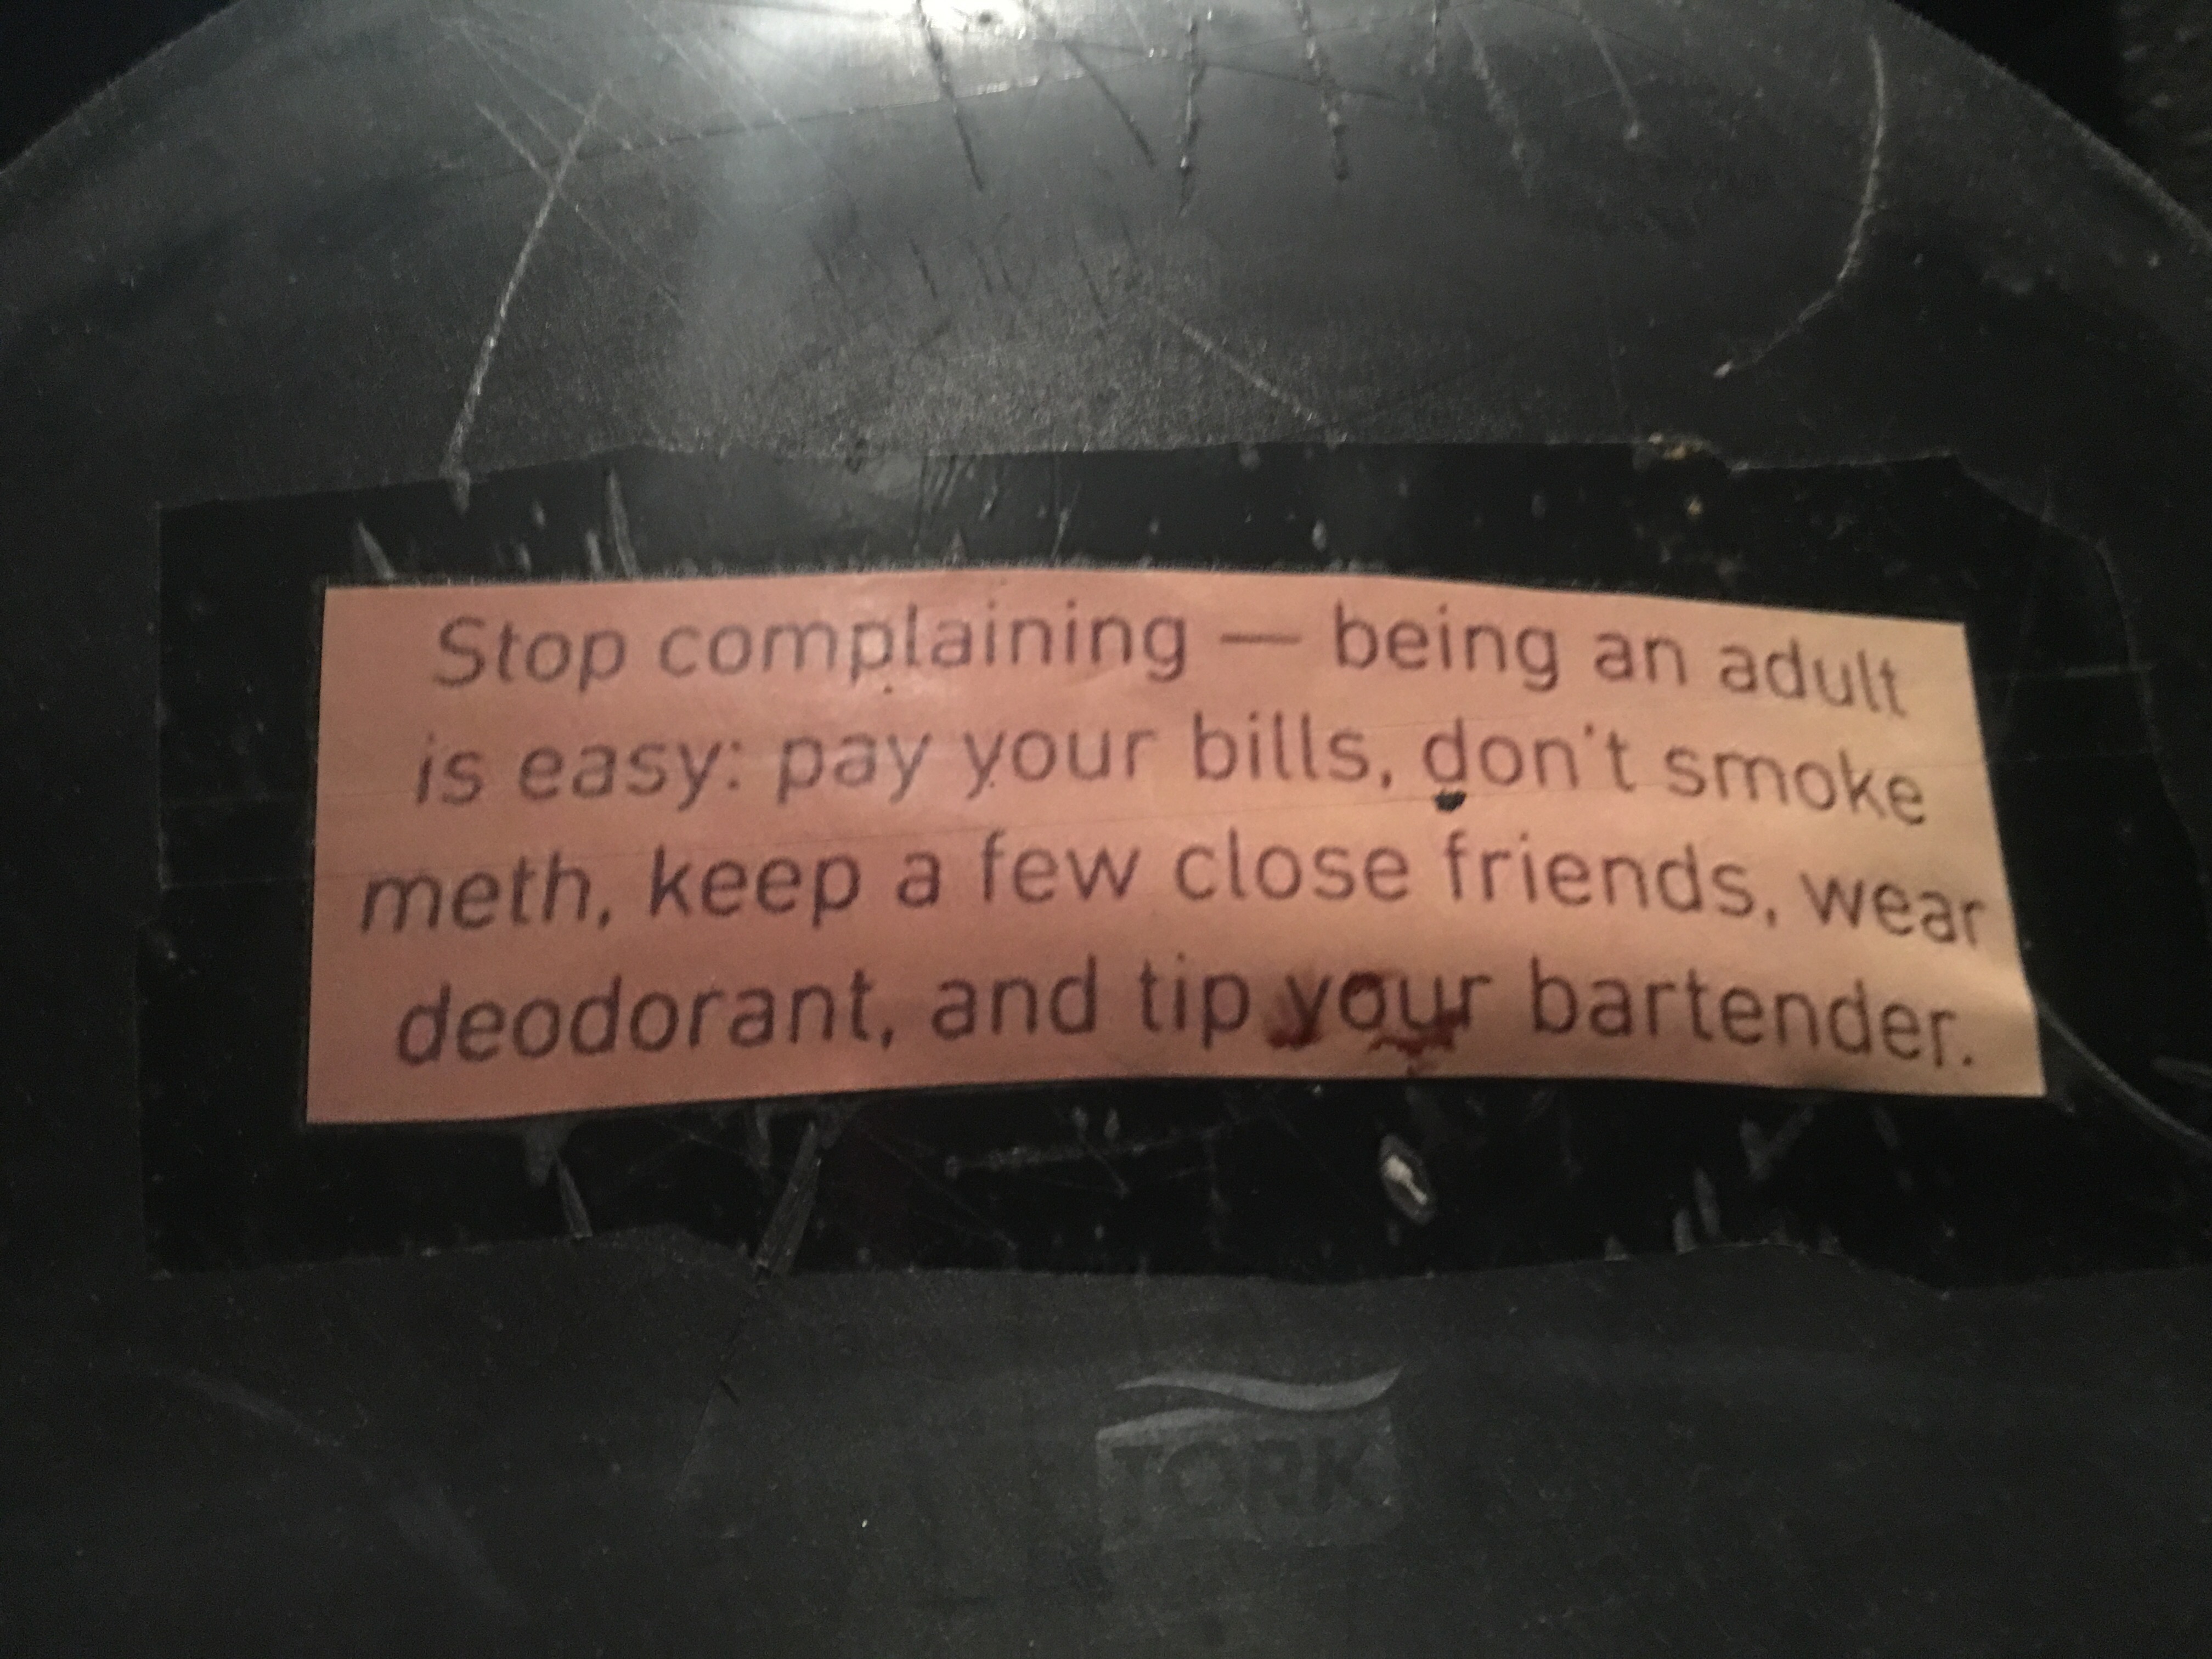 Stop complaining — being an adult
is easy: pay your bills, don't smoke
meth, keep a few close friends, wear
deodorant, and tip your bartender.
TORK